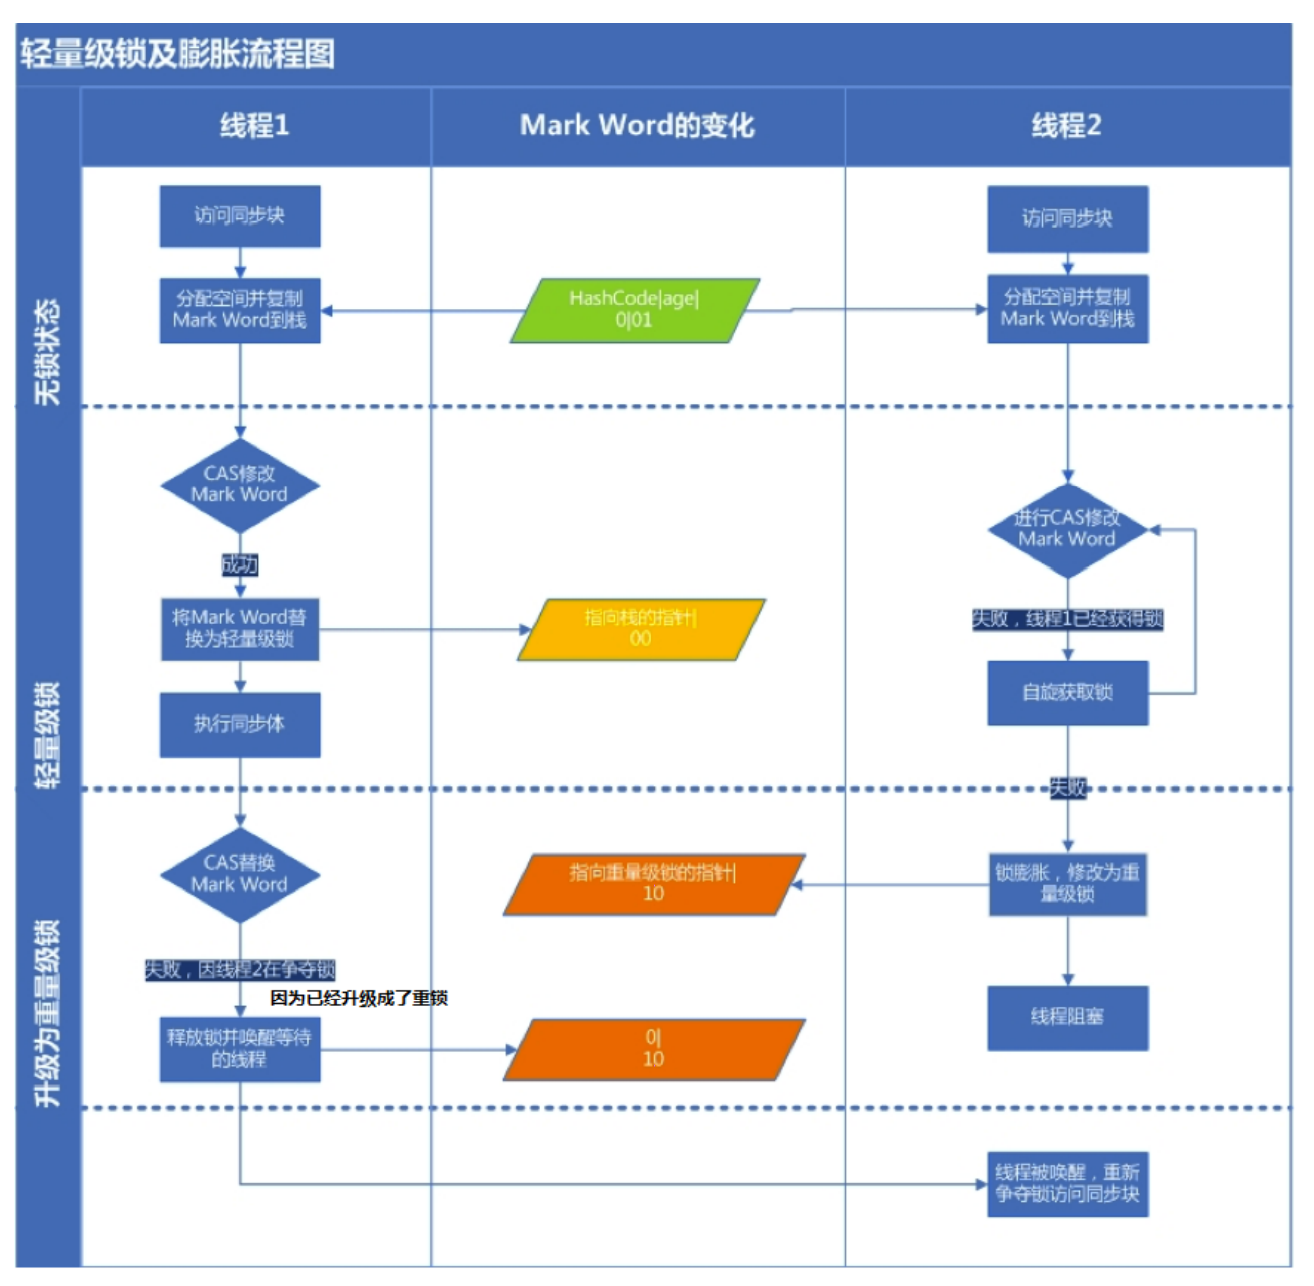 轻量级锁及膨胀流程图
线程1
Mark Word的变化
线程2
无锁状态
访问同步块
访问同步块
分配空间并复制
Mark Word到栈
HashCode|age|
0|01
分配空间并复制
Mark Word到栈
轻量级锁
CAS修改
Mark Word
进行CAS修改
Mark Word
成功
将Mark Word替
换为轻量级锁
指向栈的指针|
00
失败，线程1已经获得锁
自旋获取锁
执行同步体
失败
升级为重量级锁
CAS替换
Mark Word
指向重量级锁的指针|
10
锁膨胀，修改为重
量级锁
失败，因线程2在争夺锁
因为已经升级成了重锁
线程阻塞
释放锁并唤醒等待
的线程
0|
10
线程被唤醒，重新
争夺锁访问同步块